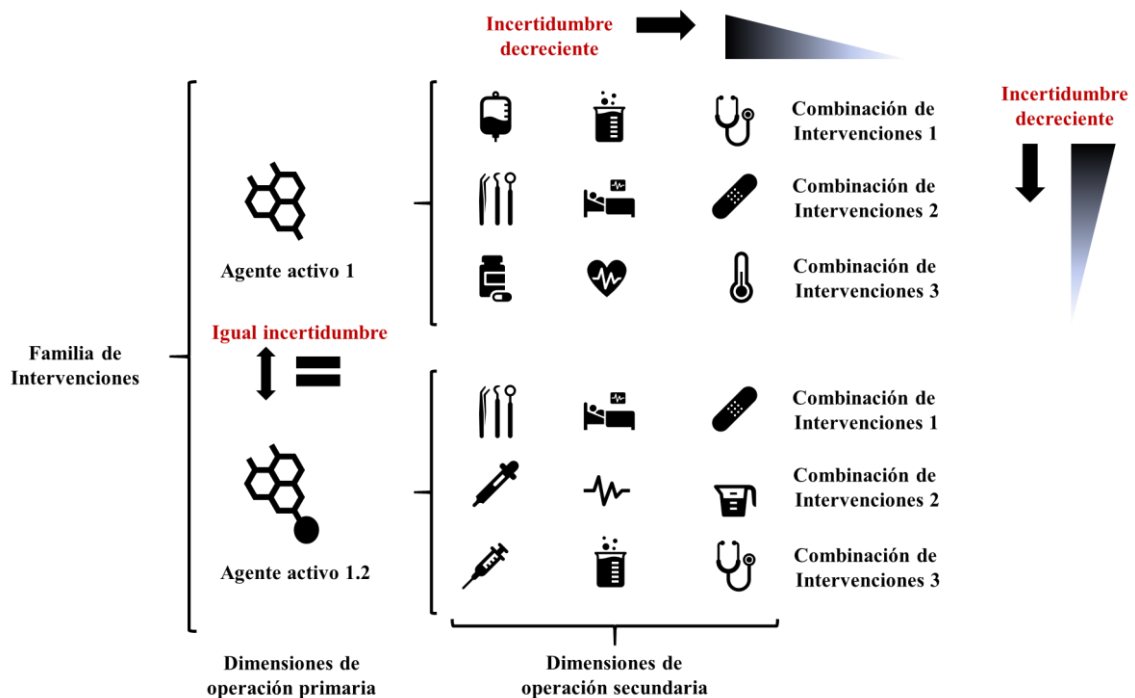 Incertidumbre
decreciente
Incertidumbre
decreciente
Combinación de
Intervenciones 1
Combinación de
Intervenciones 2
Agente activo 1
Combinación de
Intervenciones 3
Igual incertidumbre
Familia de
Intervenciones
Combinación de
Intervenciones 1
Combinación de
Intervenciones 2
Agente activo 1.2
Combinación de
Intervenciones 3
Dimensiones de
operación primaria
Dimensiones de
operación secundaria